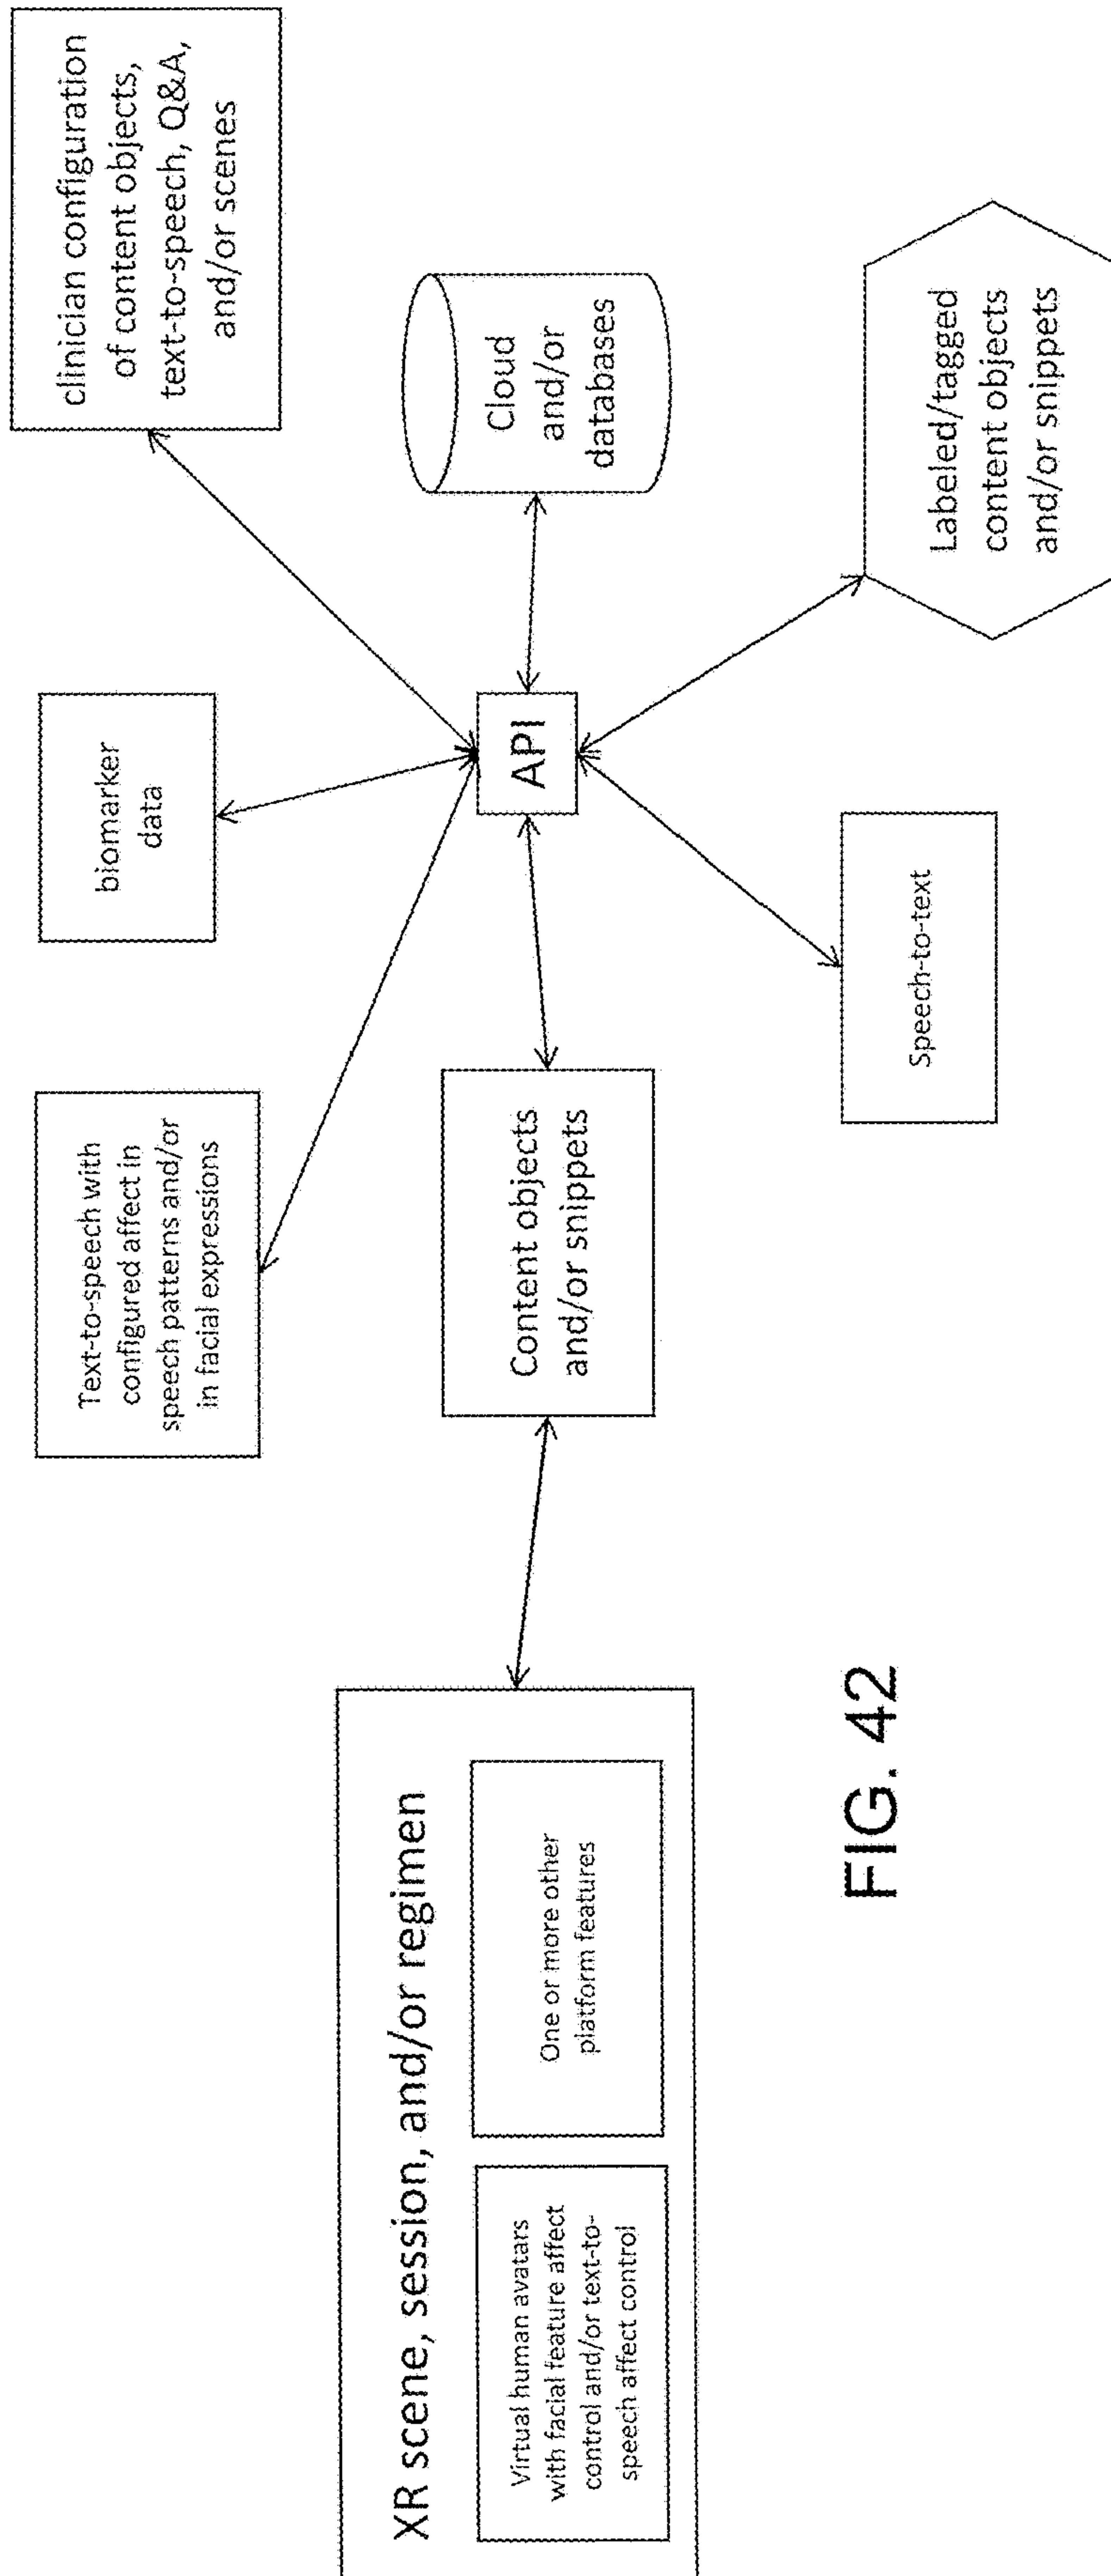 XR scene, session, and/or regimen
Virtual human avatars
with facial feature affect
control and/or text-to-
speech affect control
One or more other
platform features
Text-to-speech with
configured affect in
speech patterns and/or
in facial expressions
Content objects
and/or snippets
biomarker
data
API
Speech-to-text
clinician configuration
of content objects,
text-to-speech, Q&A,
and/or scenes
Cloud
and/or
databases
Labeled/tagged
content objects
and/or snippets
FIG. 42